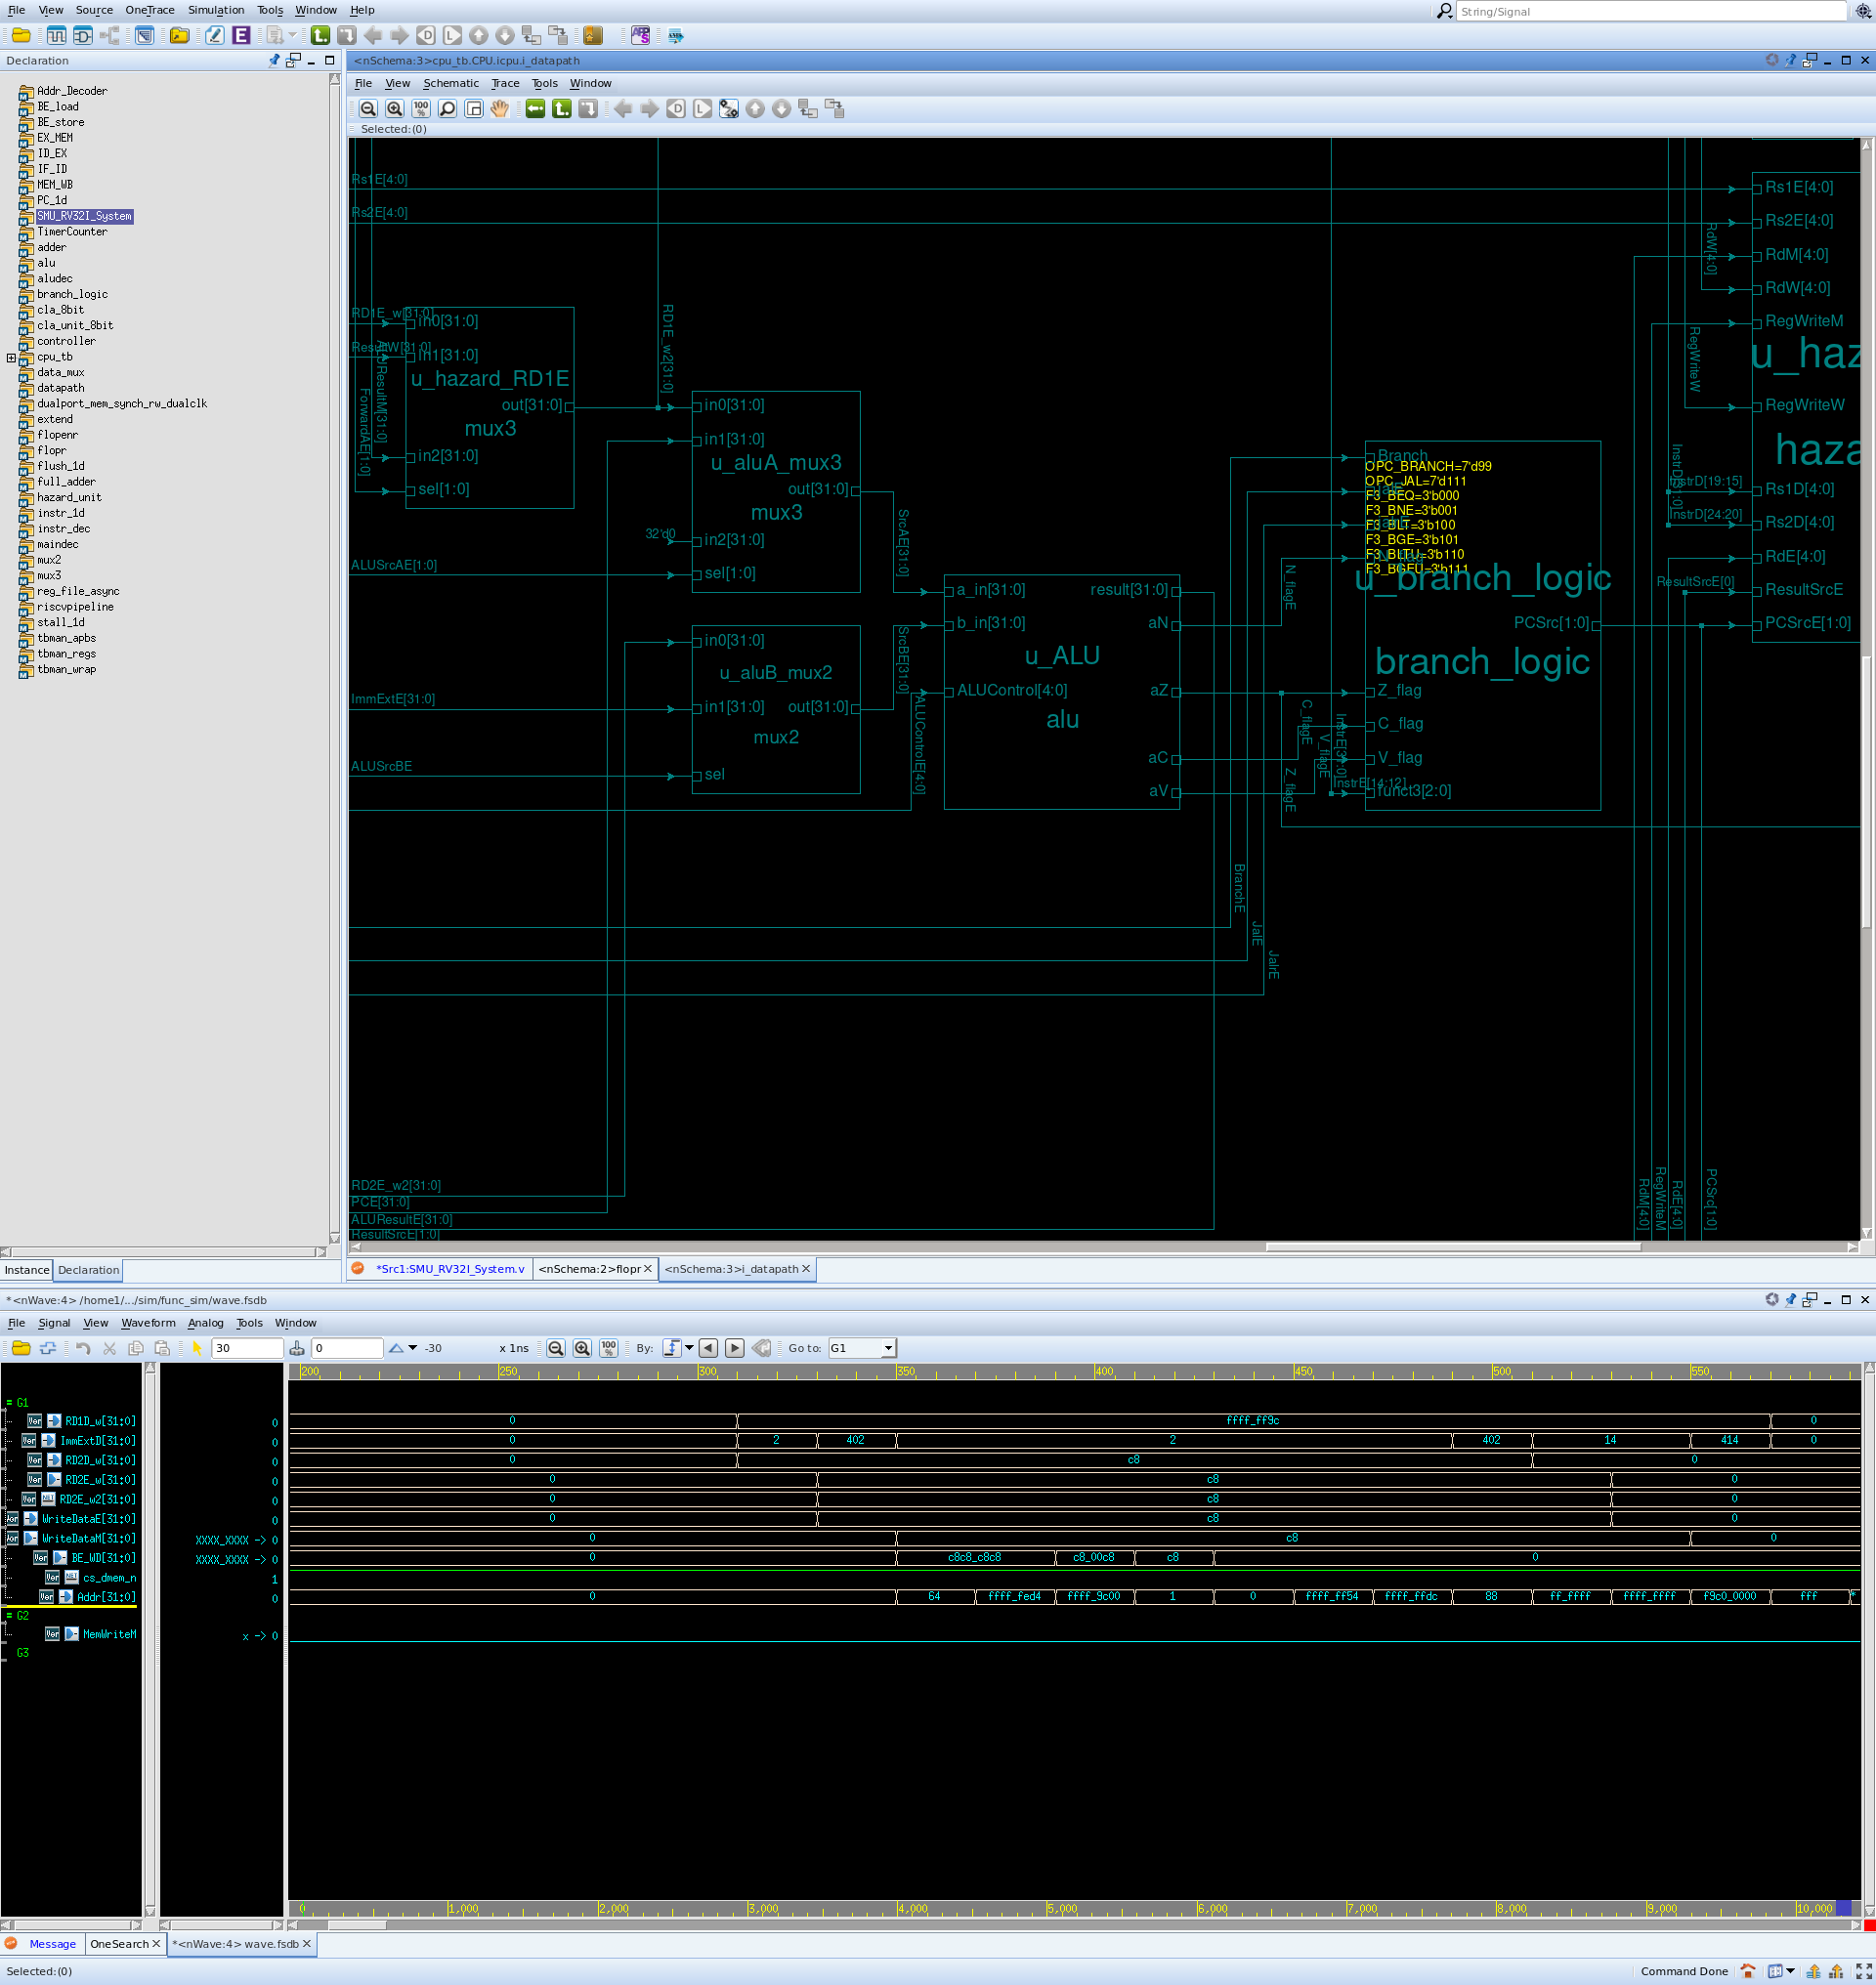 File View Source OneTrace Simulation Tools Window Help
String/Signal
Declaration
Addr_Decoder
BE_load
BE_store
EX_MEM
ID_EX
IF_ID
MEM_WB
PC_1d
SMU_RV32I_System
TimerCounter
adder
alu
aludec
branch_logic
cla_8bit
cla_unit_8bit
controller
cpu_tb
data_mux
datapath
dualport_mem_synch_rw_dualclk
extend
flopenr
flopr
flush_1d
full_adder
hazard_unit
instr_1d
instr_dec
maindec
mux2
mux3
reg_file_async
riscvpipeline
stall_1d
tbman_apbs
tbman_regs
tbman_wrap
Instance Declaration
<nSchema:3>cpu_tb.CPU.icpu.i_datapath
File View Schematic Trace Tools Window
Selected:(0)
Rs1E[4:0]
Rs2E[4:0]
RD1E_w[31:0]
ResultW[31:0]
ALUResultM[31:0]
ForwardAE[1:0]
in0[31:0]
in1[31:0]
u_hazard_RD1E
out[31:0]
mux3
in2[31:0]
sel[1:0]
RD1E_w2[31:0]
in0[31:0]
in1[31:0]
u_aluA_mux3
out[31:0]
mux3
32'd0
in2[31:0]
sel[1:0]
ALUSrcAE[1:0]
SrcAE[31:0]
in0[31:0]
u_aluB_mux2
in1[31:0] out[31:0]
mux2
sel
ImmExtE[31:0]
ALUSrcBE
SrcBE[31:0]
ALUControlE[4:0]
a_in[31:0] result[31:0]
b_in[31:0] aN
u_ALU
ALUControl[4:0] aZ
alu
aC
aV
N_flagE
C_flagE
V_flagE
Z_flagE
InstrE[31:0]
InstrE[14:12]
BranchE
JalE
JalrE
Branch
OPC_BRANCH=7'd99
OPC_JAL=7'd111
F3_BEQ=3'b000
F3_BNE=3'b001
F3_BLT=3'b100
F3_BGE=3'b101
F3_BLTU=3'b110
F3_BGEU=3'b111
u_branch_logic
PCSrc[1:0]
branch_logic
Z_flag
C_flag
V_flag
funct3[2:0]
RdW[4:0]
RegWriteW
InstrD[31:0]
InstrD[19:15]
InstrD[24:20]
ResultSrcE[0]
Rs1E[4:0]
Rs2E[4:0]
RdM[4:0]
RdW[4:0]
RegWriteM
u_haz
RegWriteW
haza
Rs1D[4:0]
Rs2D[4:0]
RdE[4:0]
ResultSrcE
PCSrcE[1:0]
RD2E_w2[31:0]
PCE[31:0]
ALUResultE[31:0]
ResultSrcE[1:0]
RdM[4:0]
RegWriteM
RdE[4:0]
PCSrc[1:0]
*Src1:SMU_RV32I_System.v <nSchema:2>flopr <nSchema:3>i_datapath
*<nWave:4> /home1/.../sim/func_sim/wave.fsdb
File Signal View Waveform Analog Tools Window
30 0 -30 x 1ns By: Go to: G1
200 250 300 350 400 450 500 550
G1
RD1D_w[31:0] 0 0 ffff_ff9c 0
ImmExtD[31:0] 0 0 2 402 2 402 14 414 0
RD2D_w[31:0] 0 0 c8 0
RD2E_w[31:0] 0 0 c8 0
RD2E_w2[31:0] 0 0 c8 0
WriteDataE[31:0] 0 0 c8 0
WriteDataM[31:0] XXXX_XXXX -> 0 0 c8 0
BE_WD[31:0] XXXX_XXXX -> 0 0 c8c8_c8c8 c8_00c8 c8 0
cs_dmem_n 1
Addr[31:0] 0 0 64 ffff_fed4 ffff_9c00 1 0 ffff_ff54 ffff_ffdc 88 ff_ffff ffff_ffff f9c0_0000 fff *
G2
MemWriteM x -> 0
G3
0 1,000 2,000 3,000 4,000 5,000 6,000 7,000 8,000 9,000 10,000
Message OneSearch *<nWave:4> wave.fsdb
Selected:(0) Command Done